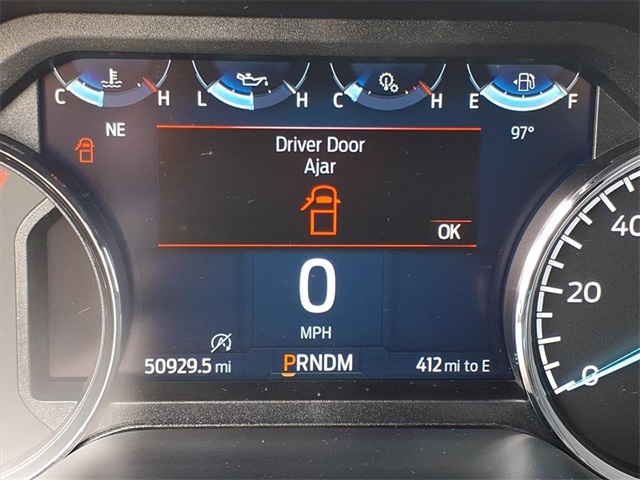 C H L H C H E F
NE 97°
Driver Door
Ajar
OK
40
0
20
MPH
A
50929.5 mi PRNDM 412 mi to E
0